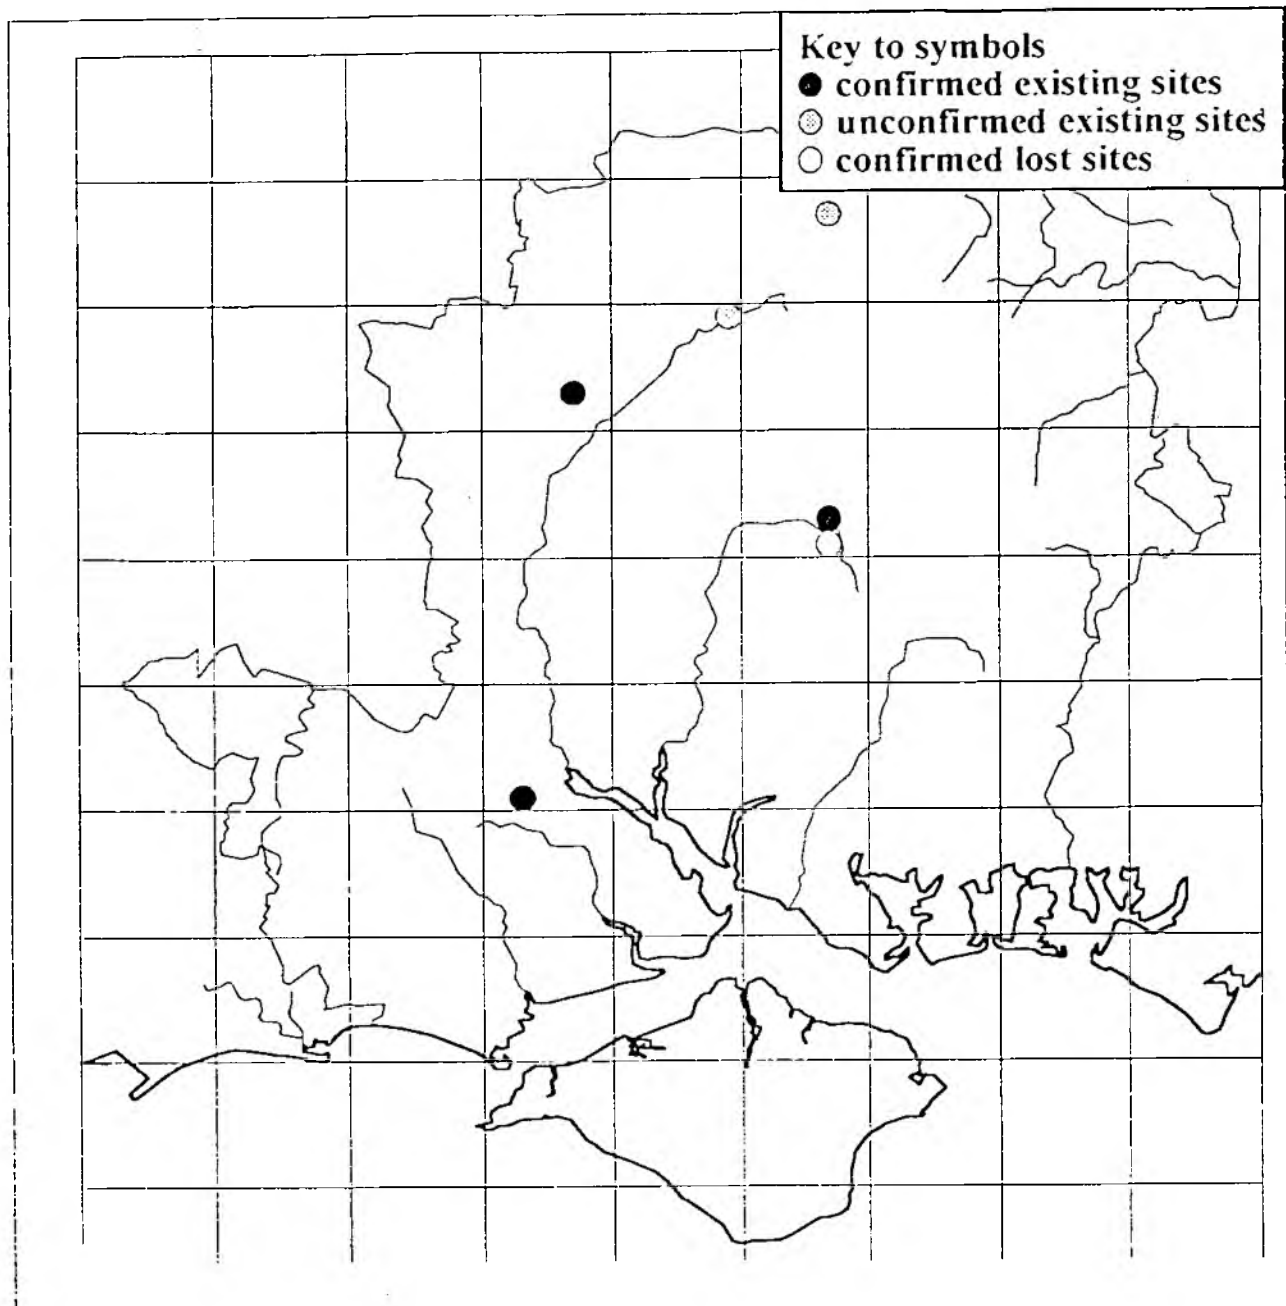 Key to symbols
confirmed existing sites
unconfirmed existing sites
confirmed lost sites